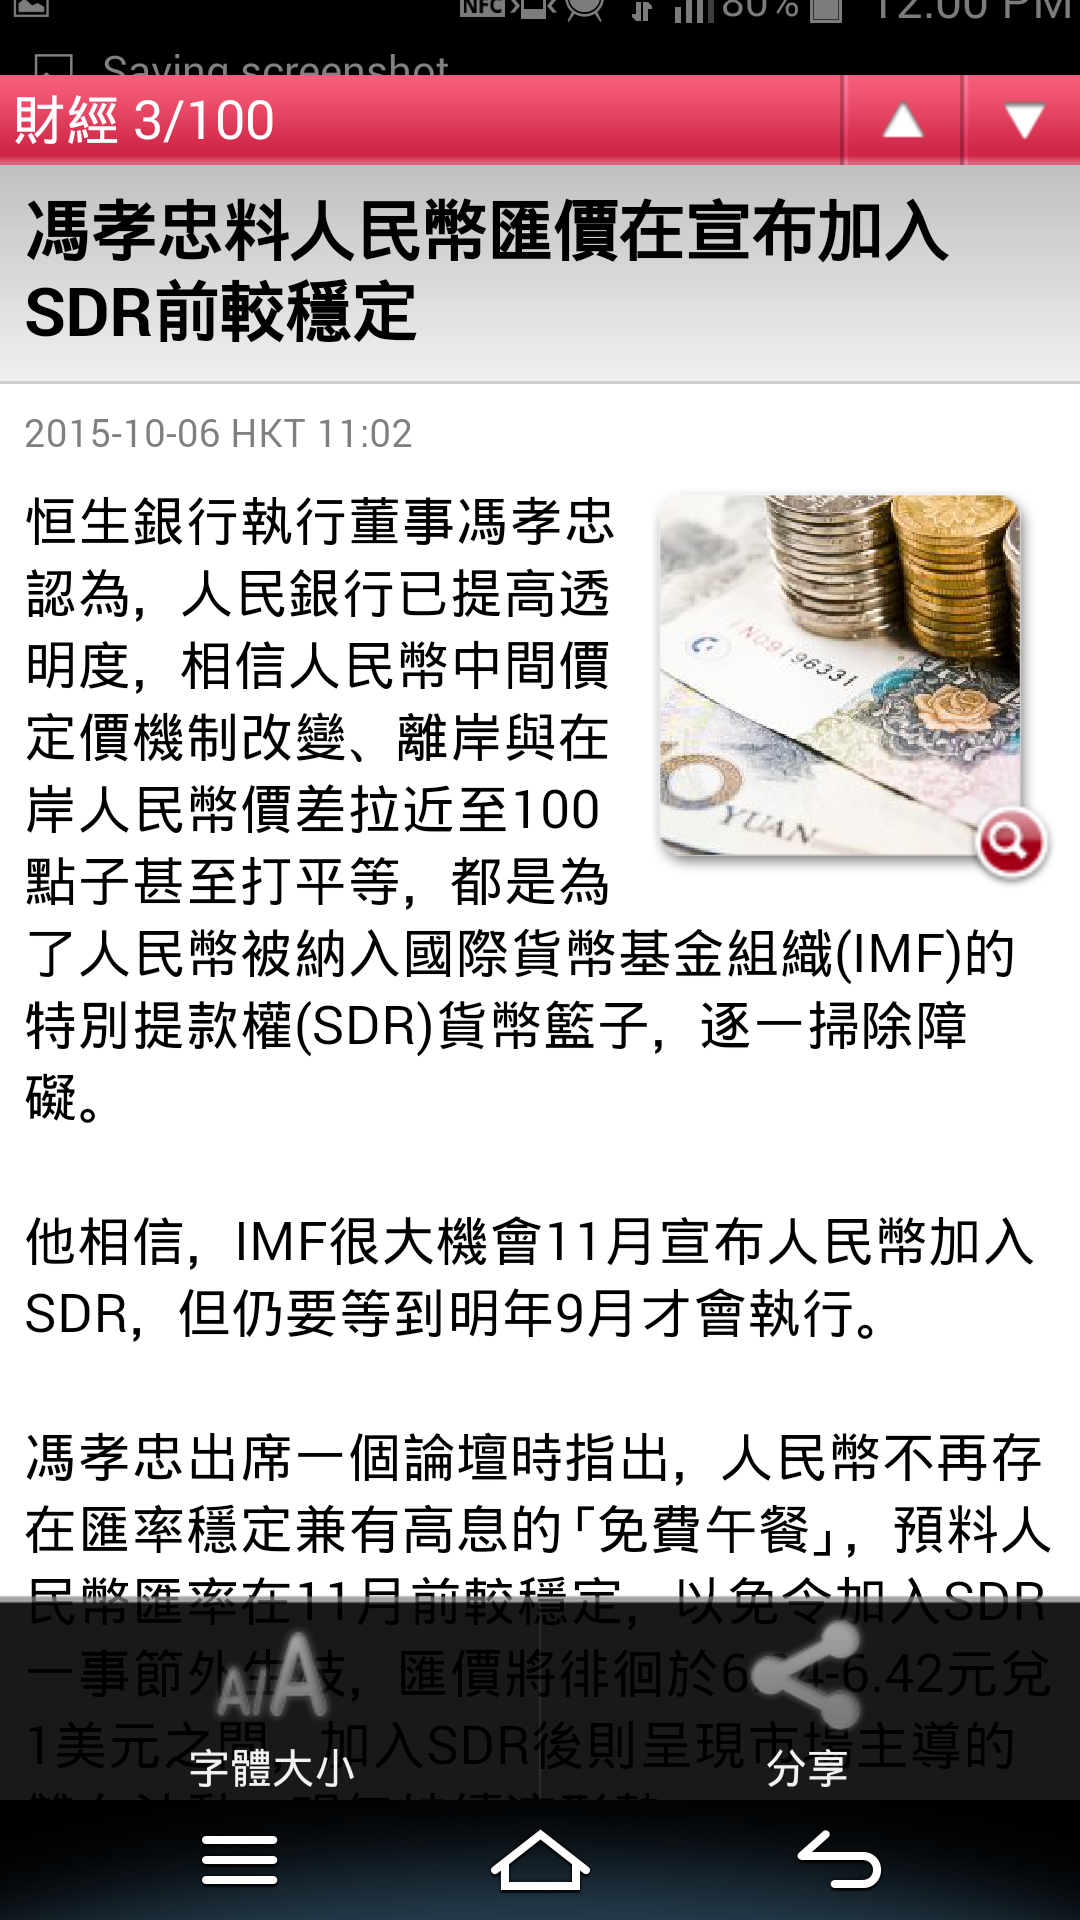 NFC 80% 12:00 PM
Saving screenshot
財經 3/100
馮孝忠料人民幣匯價在宣布加入
SDR前較穩定
2015-10-06 HKT 11:02
恒生銀行執行董事馮孝忠
認為，人民銀行已提高透
明度，相信人民幣中間價
定價機制改變、離岸與在
岸人民幣價差拉近至100
點子甚至打平等，都是為
了人民幣被納入國際貨幣基金組織(IMF)的
特別提款權(SDR)貨幣籃子，逐一掃除障
礙。
他相信，IMF很大機會11月宣布人民幣加入
SDR，但仍要等到明年9月才會執行。
馮孝忠出席一個論壇時指出，人民幣不再存
在匯率穩定兼有高息的「免費午餐」，預料人
民幣匯率在11月前較穩定，以免令加入SDR
一事節外生枝，匯價將徘徊於6.34-6.42元兌
1美元之間，加入SDR後則呈現市場主導的
字體大小
分享
IN09196331
YUAN